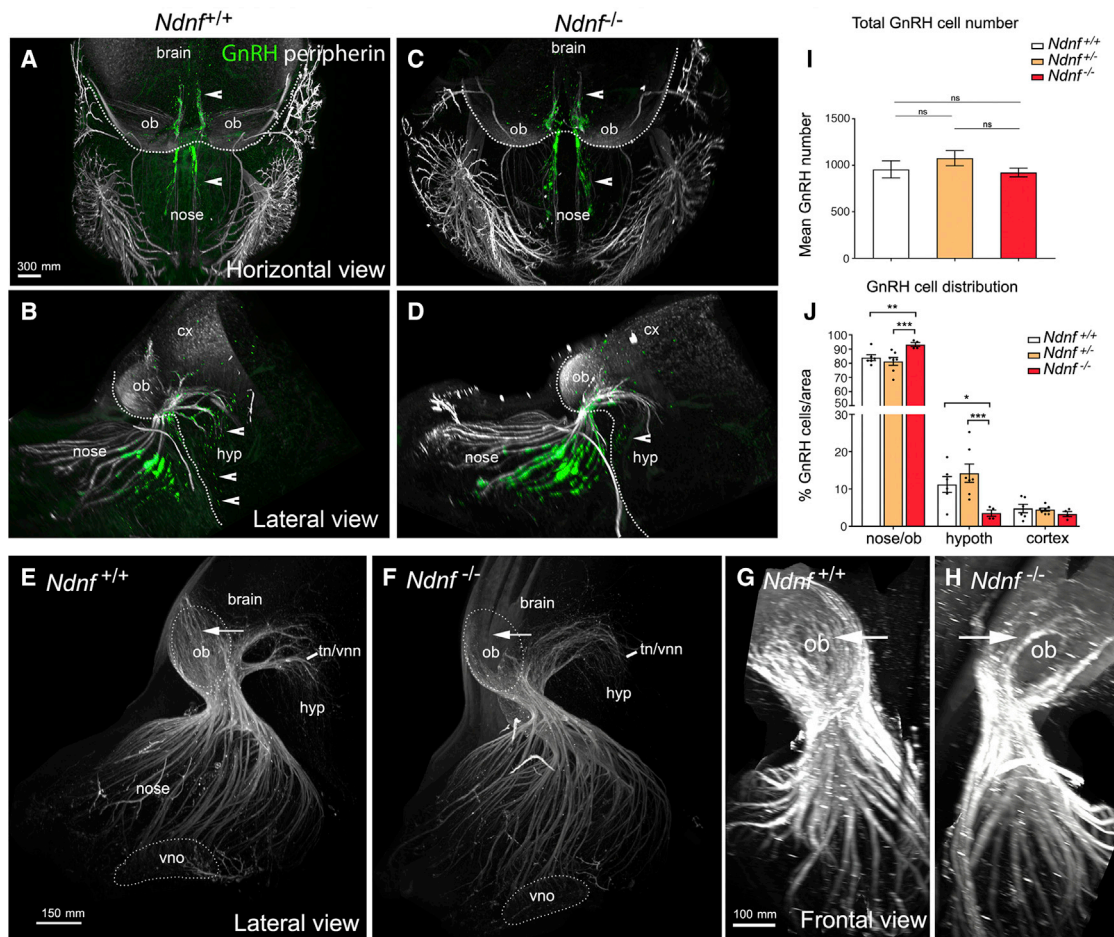 Ndnf+/+
Ndnf-/-
A
brain
GnRH peripherin
ob
ob
nose
300 mm
Horizontal view
C
brain
ob
ob
nose
B
cx
ob
nose
hyp
Lateral view
D
cx
ob
nose
hyp
Total GnRH cell number
I
Ndnf +/+
Ndnf +/-
Ndnf -/-
ns
ns
ns
1500
1000
500
0
Mean GnRH number
GnRH cell distribution
J
Ndnf +/+
Ndnf +/-
Ndnf -/-
**
***
*
***
100
90
80
70
60
50
30
20
10
0
% GnRH cells/area
nose/ob
hypoth
cortex
E
Ndnf +/+
brain
ob
tn/vnn
hyp
nose
vno
150 mm
Lateral view
F
Ndnf -/-
brain
ob
tn/vnn
hyp
nose
vno
G
Ndnf +/+
ob
100 mm
H
Ndnf -/-
ob
Frontal view